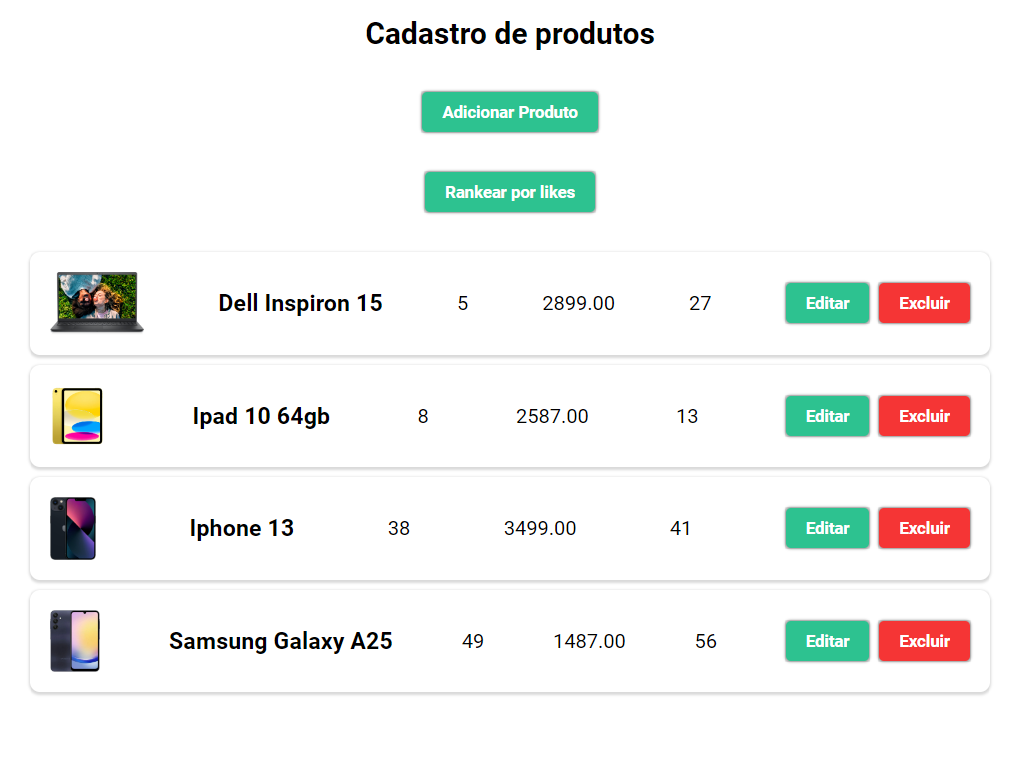 Cadastro de produtos
Adicionar Produto
Rankear por likes
Dell Inspiron 15 5 2899.00 27 Editar Excluir
Ipad 10 64gb 8 2587.00 13 Editar Excluir
Iphone 13 38 3499.00 41 Editar Excluir
Samsung Galaxy A25 49 1487.00 56 Editar Excluir